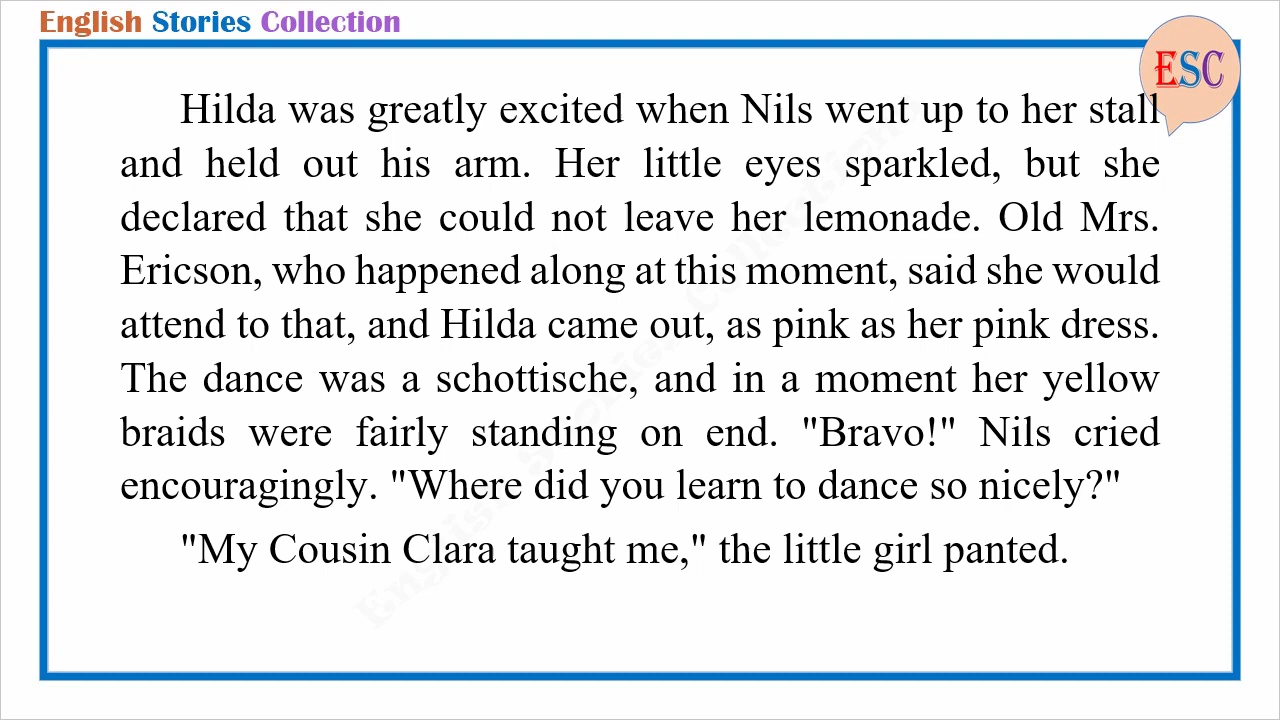 English Stories Collection
ESC
Hilda was greatly excited when Nils went up to her stall
and held out his arm. Her little eyes sparkled, but she
declared that she could not leave her lemonade. Old Mrs.
Ericson, who happened along at this moment, said she would
attend to that, and Hilda came out, as pink as her pink dress.
The dance was a schottische, and in a moment her yellow
braids were fairly standing on end. "Bravo!" Nils cried
encouragingly. "Where did you learn to dance so nicely?"
"My Cousin Clara taught me," the little girl panted.
English Stories Collection